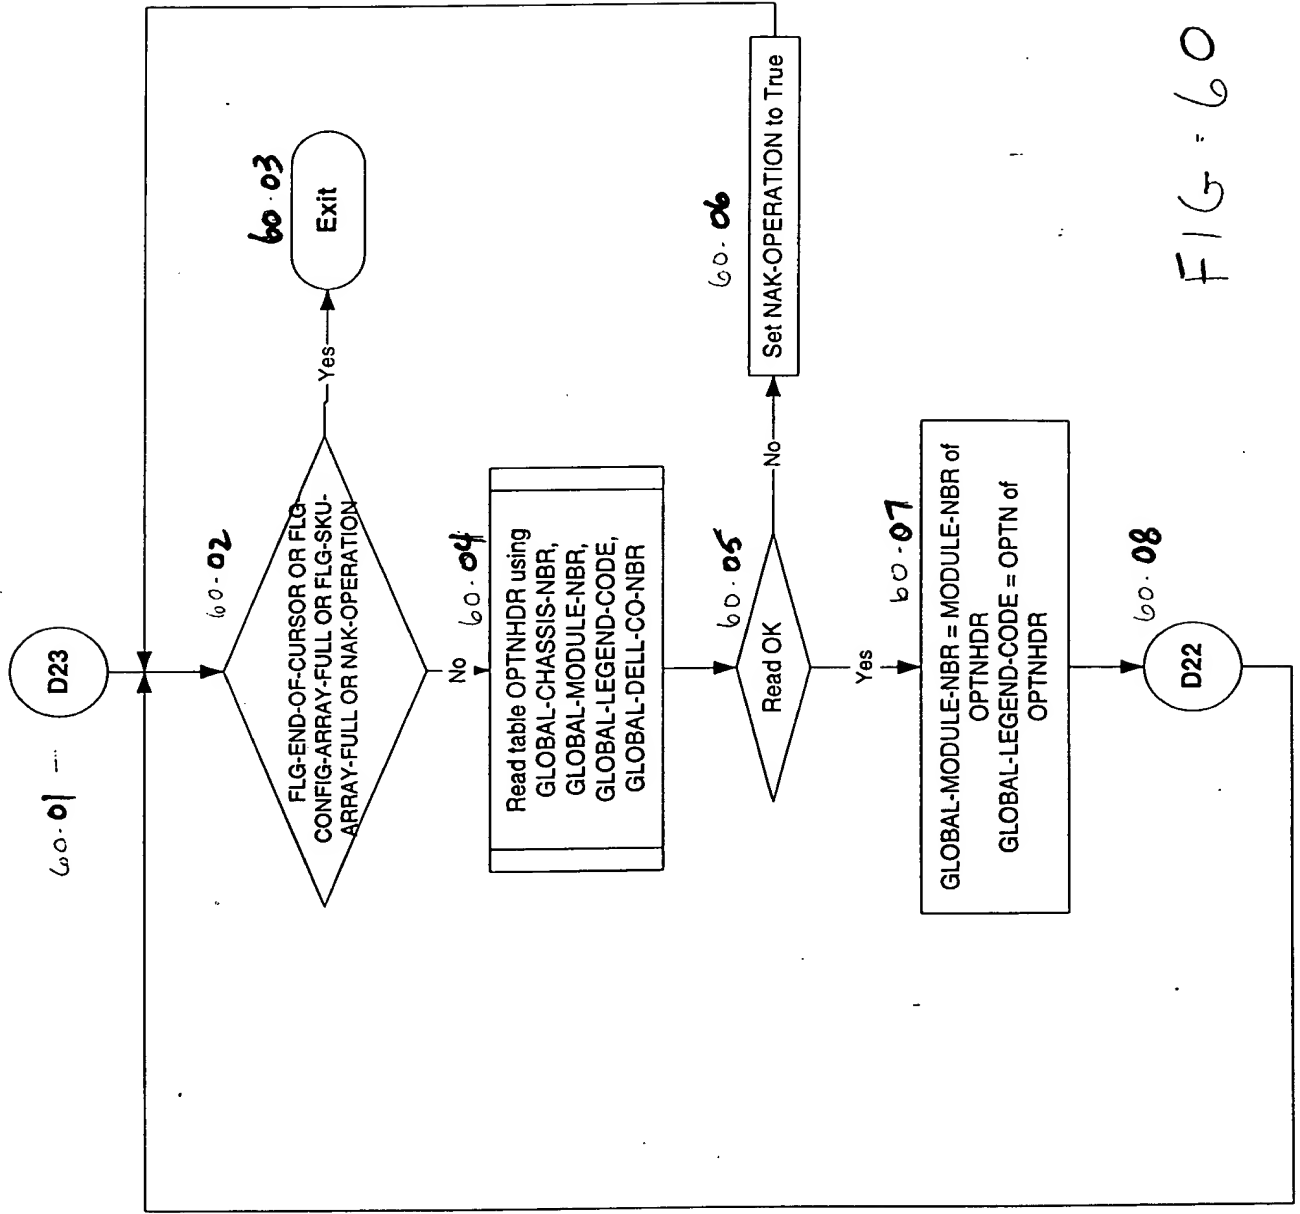 60.01
D23
60.02
FLG-END-OF-CURSOR OR FLG-
CONFIG-ARRAY-FULL OR FLG-SKU-
ARRAY-FULL OR NAK-OPERATION
Yes
60.03
Exit
No
60.04
Read table OPTNHDR using
GLOBAL-CHASSIS-NBR,
GLOBAL-MODULE-NBR,
GLOBAL-LEGEND-CODE,
GLOBAL-DELL-CO-NBR
60.05
Read OK
No
60.06
Set NAK-OPERATION to True
Yes
60.07
GLOBAL-MODULE-NBR = MODULE-NBR of
OPTNHDR
GLOBAL-LEGEND-CODE = OPTN of
OPTNHDR
60.08
D22
FIG - 60